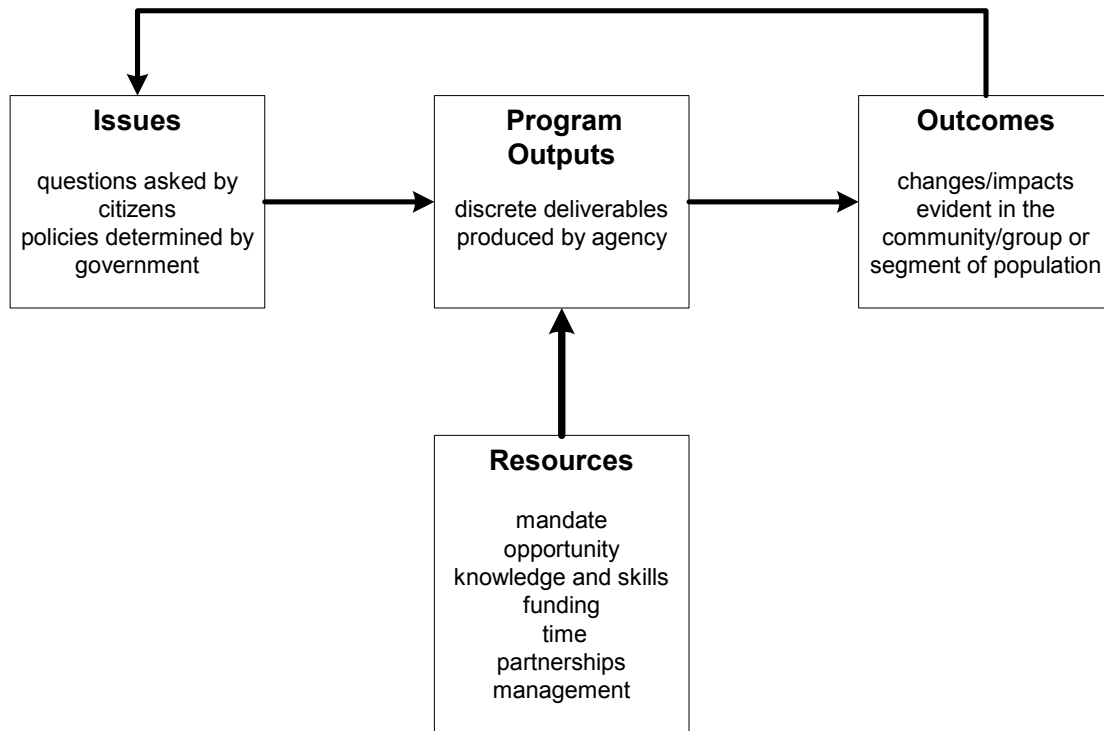 Issues
questions asked by
citizens
policies determined by
government
Program
Outputs
discrete deliverables
produced by agency
Outcomes
changes/impacts
evident in the
community/group or
segment of population
Resources
mandate
opportunity
knowledge and skills
funding
time
partnerships
management